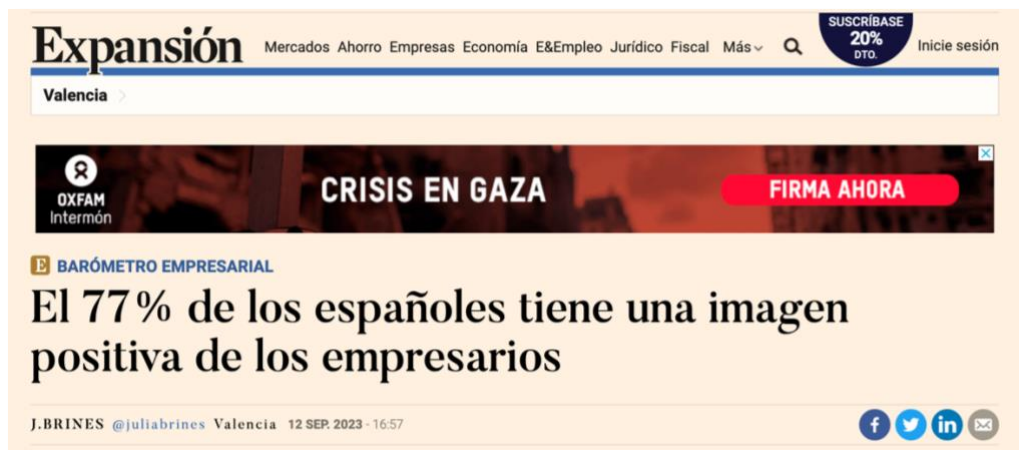 Expansión
Mercados Ahorro Empresas Economía E&Empleo Jurídico Fiscal Más
SUSCRÍBASE
20%
DTO.
Inicie sesión
Valencia
OXFAM
Intermón
CRISIS EN GAZA
FIRMA AHORA
E BARÓMETRO EMPRESARIAL
El 77% de los españoles tiene una imagen
positiva de los empresarios
J.BRINES @juliabrines Valencia 12 SEP. 2023 - 16:57
f in